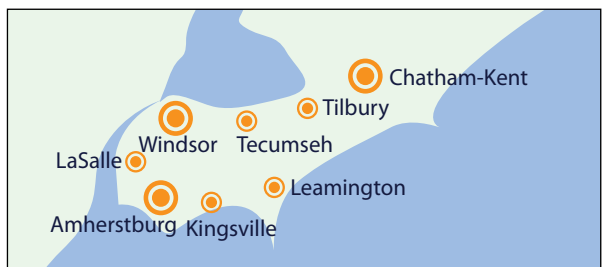 Chatham-Kent
Tilbury
Windsor
Tecumseh
LaSalle
Leamington
Amherstburg
Kingsville